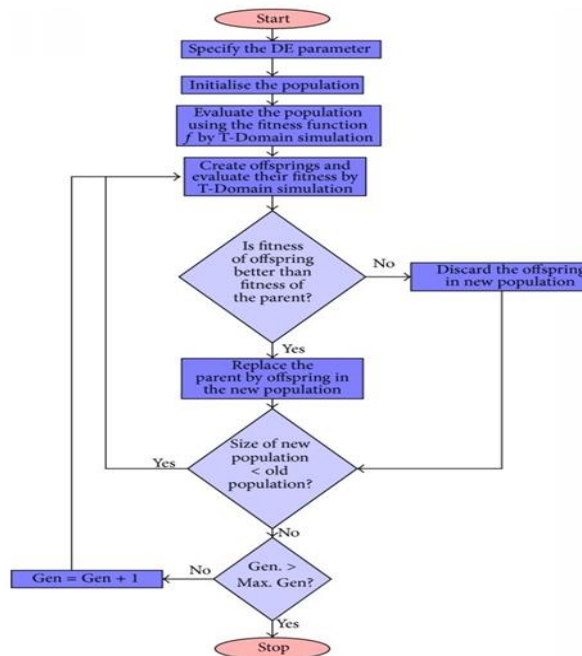 Start
Specify the DE parameter
Initialise the population
Evaluate the population
using the fitness function
f by T-Domain simulation
Create offsprings and
evaluate their fitness by
T-Domain simulation
Is fitness
of offspring
better than
fitness of
the parent?
No
Discard the offspring
in new population
Yes
Replace the
parent by offspring in
the new population
Size of new
population
< old
population?
Yes
No
Gen. >
Max. Gen?
No
Gen = Gen + 1
Yes
Stop